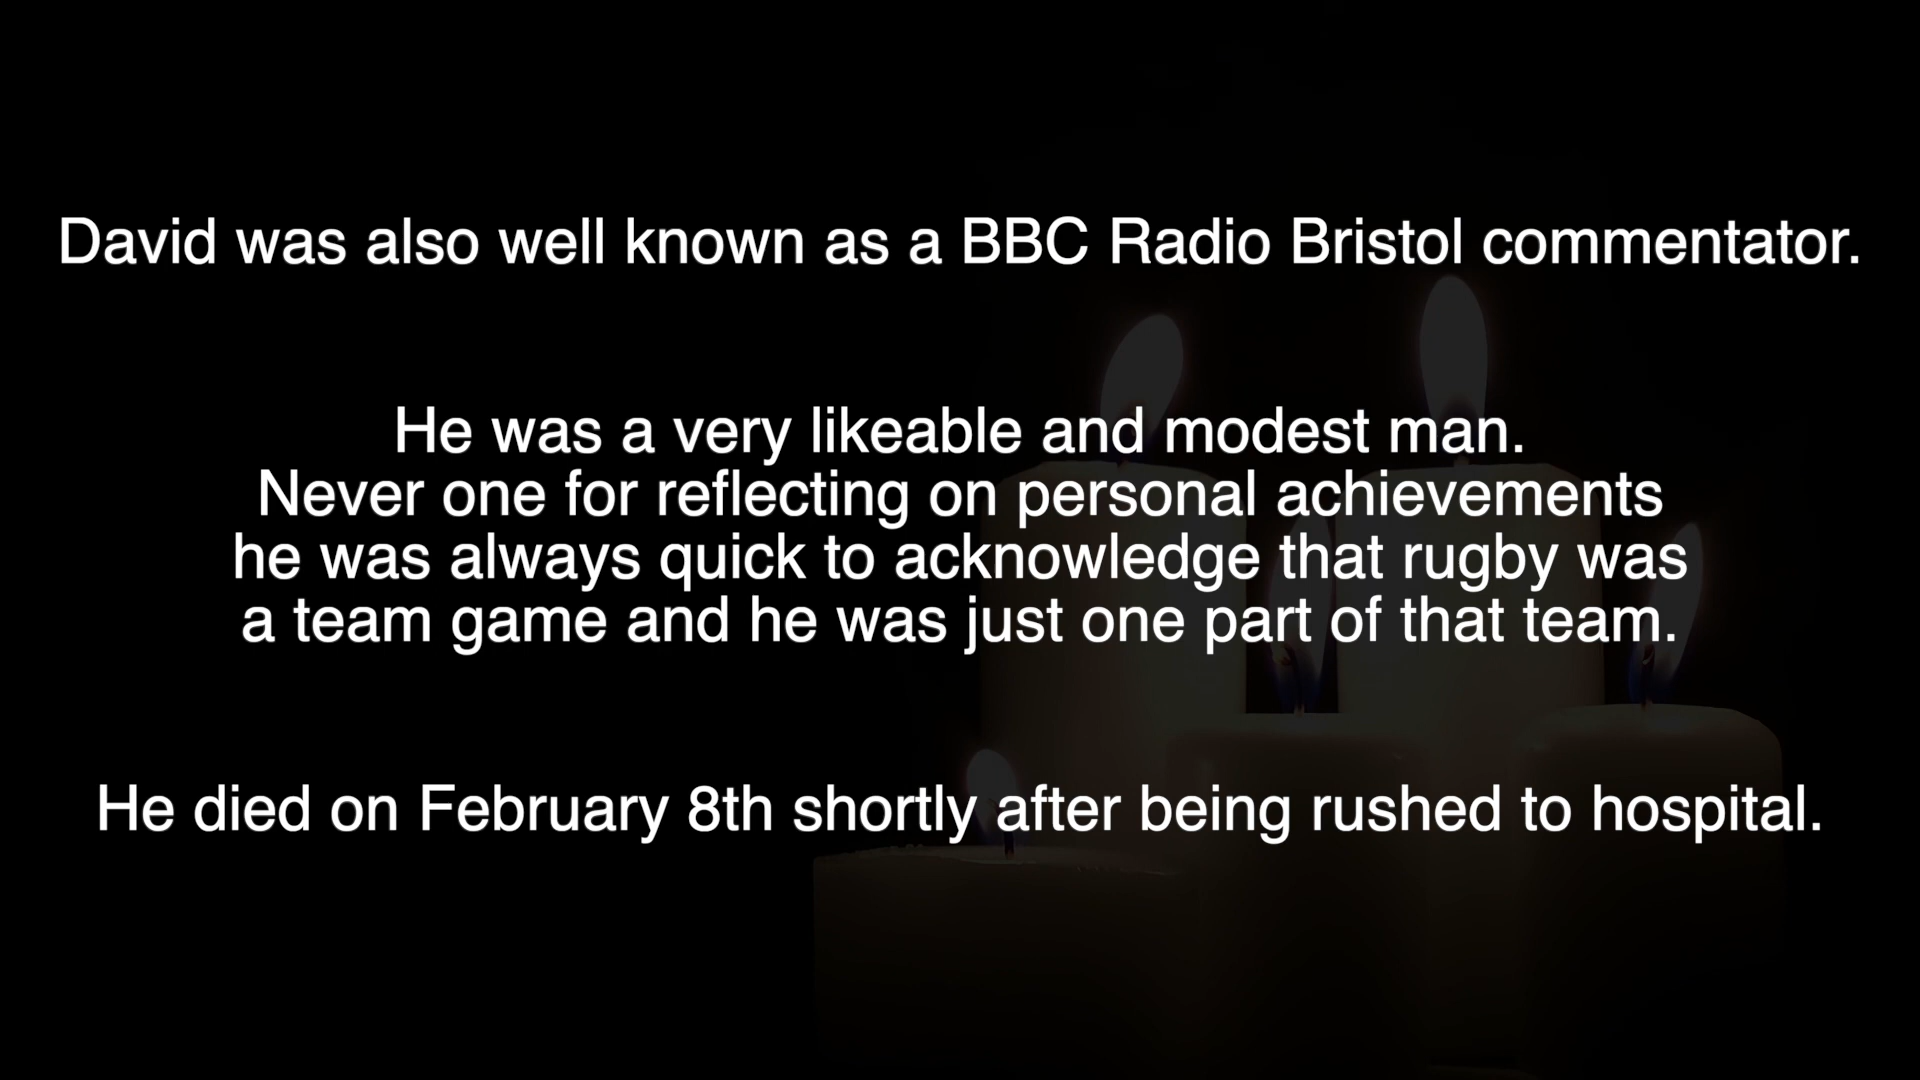 David was also well known as a BBC Radio Bristol commentator.
He was a very likeable and modest man.
Never one for reflecting on personal achievements
he was always quick to acknowledge that rugby was
a team game and he was just one part of that team.
He died on February 8th shortly after being rushed to hospital.